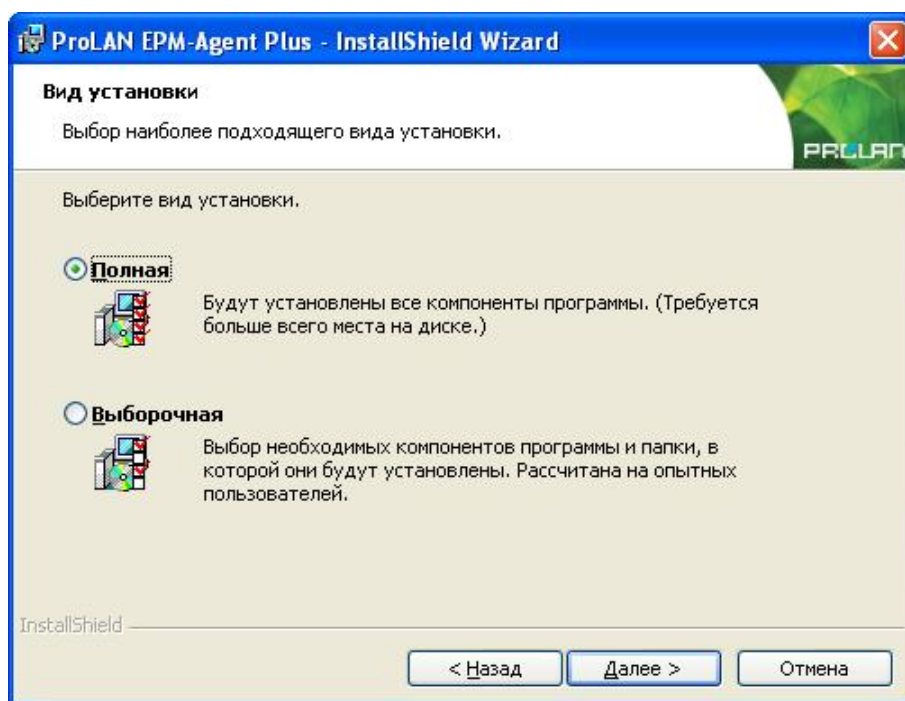 ProLAN EPM-Agent Plus - InstallShield Wizard
Вид установки
Выбор наиболее подходящего вида установки.
PROLAN
Выберите вид установки.
Полная
Будут установлены все компоненты программы. (Требуется
больше всего места на диске.)
Выборочная
Выбор необходимых компонентов программы и папки, в
которой они будут установлены. Рассчитана на опытных
пользователей.
InstallShield
< Назад
Далее >
Отмена